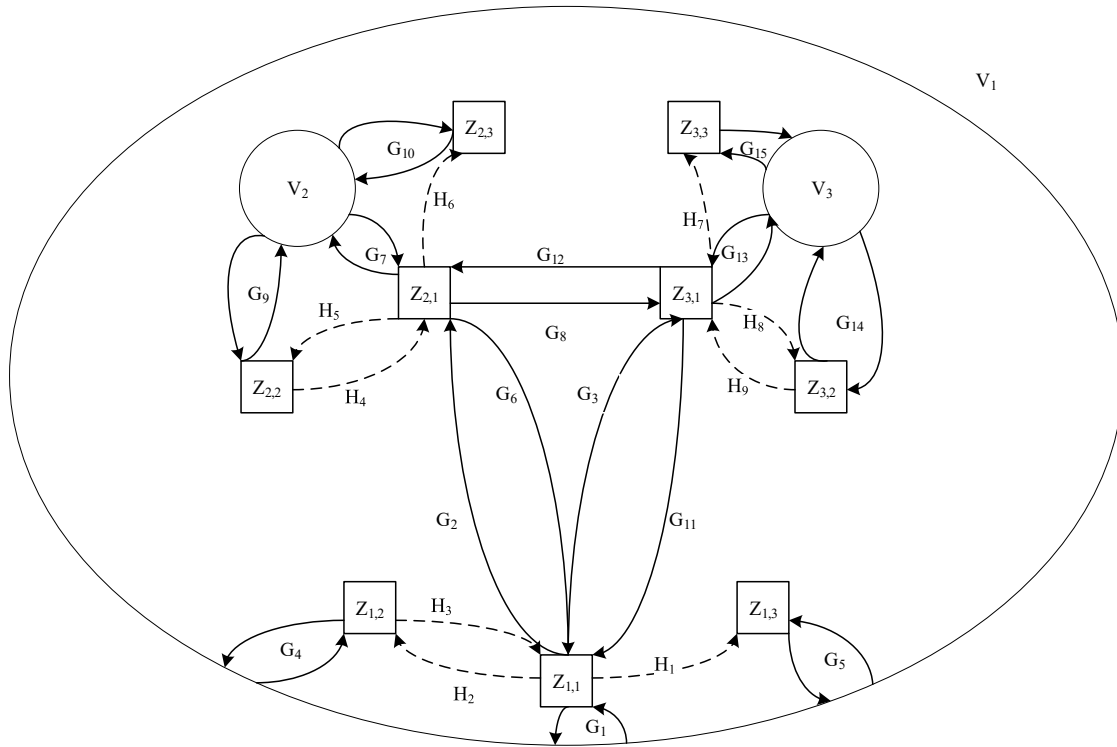 V₁
Z₂,₃
Z₃,₃
G₁₀
G₁₅
V₂
V₃
H₆
H₇
G₇
G₁₂
G₁₃
G₉
Z₂,₁
Z₃,₁
H₅
H₈
G₈
G₁₄
Z₂,₂
H₄
G₆
G₃
H₉
Z₃,₂
G₂
G₁₁
Z₁,₂
H₃
Z₁,₃
G₄
H₂
Z₁,₁
H₁
G₅
G₁